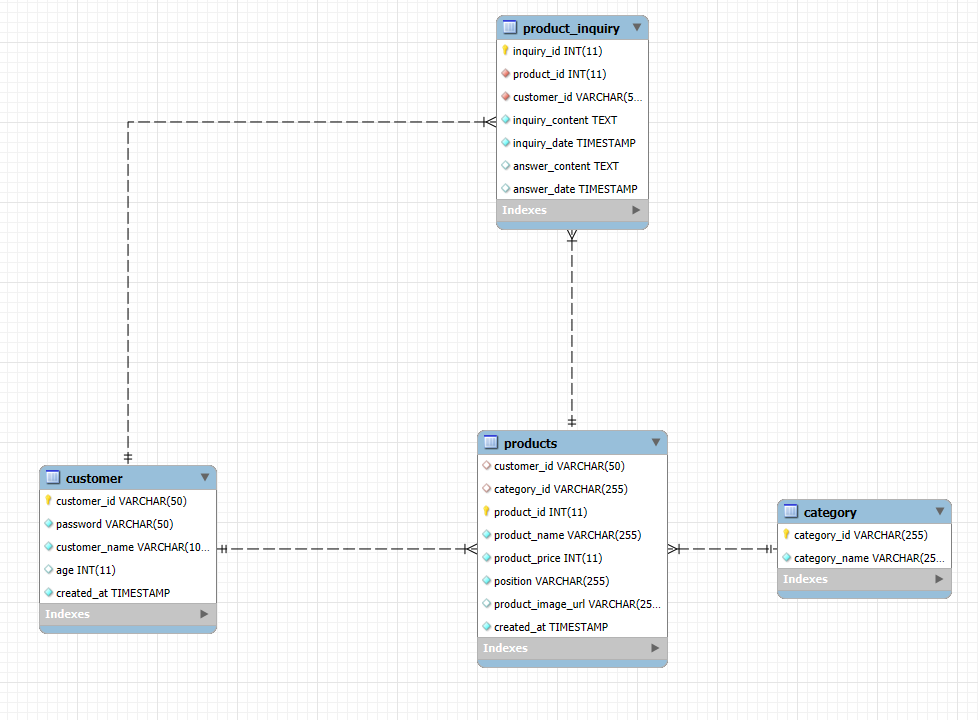 product_inquiry
inquiry_id INT(11)
product_id INT(11)
customer_id VARCHAR(5...
inquiry_content TEXT
inquiry_date TIMESTAMP
answer_content TEXT
answer_date TIMESTAMP
Indexes
customer
customer_id VARCHAR(50)
password VARCHAR(50)
customer_name VARCHAR(10...
age INT(11)
created_at TIMESTAMP
Indexes
products
customer_id VARCHAR(50)
category_id VARCHAR(255)
product_id INT(11)
product_name VARCHAR(255)
product_price INT(11)
position VARCHAR(255)
product_image_url VARCHAR(25...
created_at TIMESTAMP
Indexes
category
category_id VARCHAR(255)
category_name VARCHAR(25...
Indexes